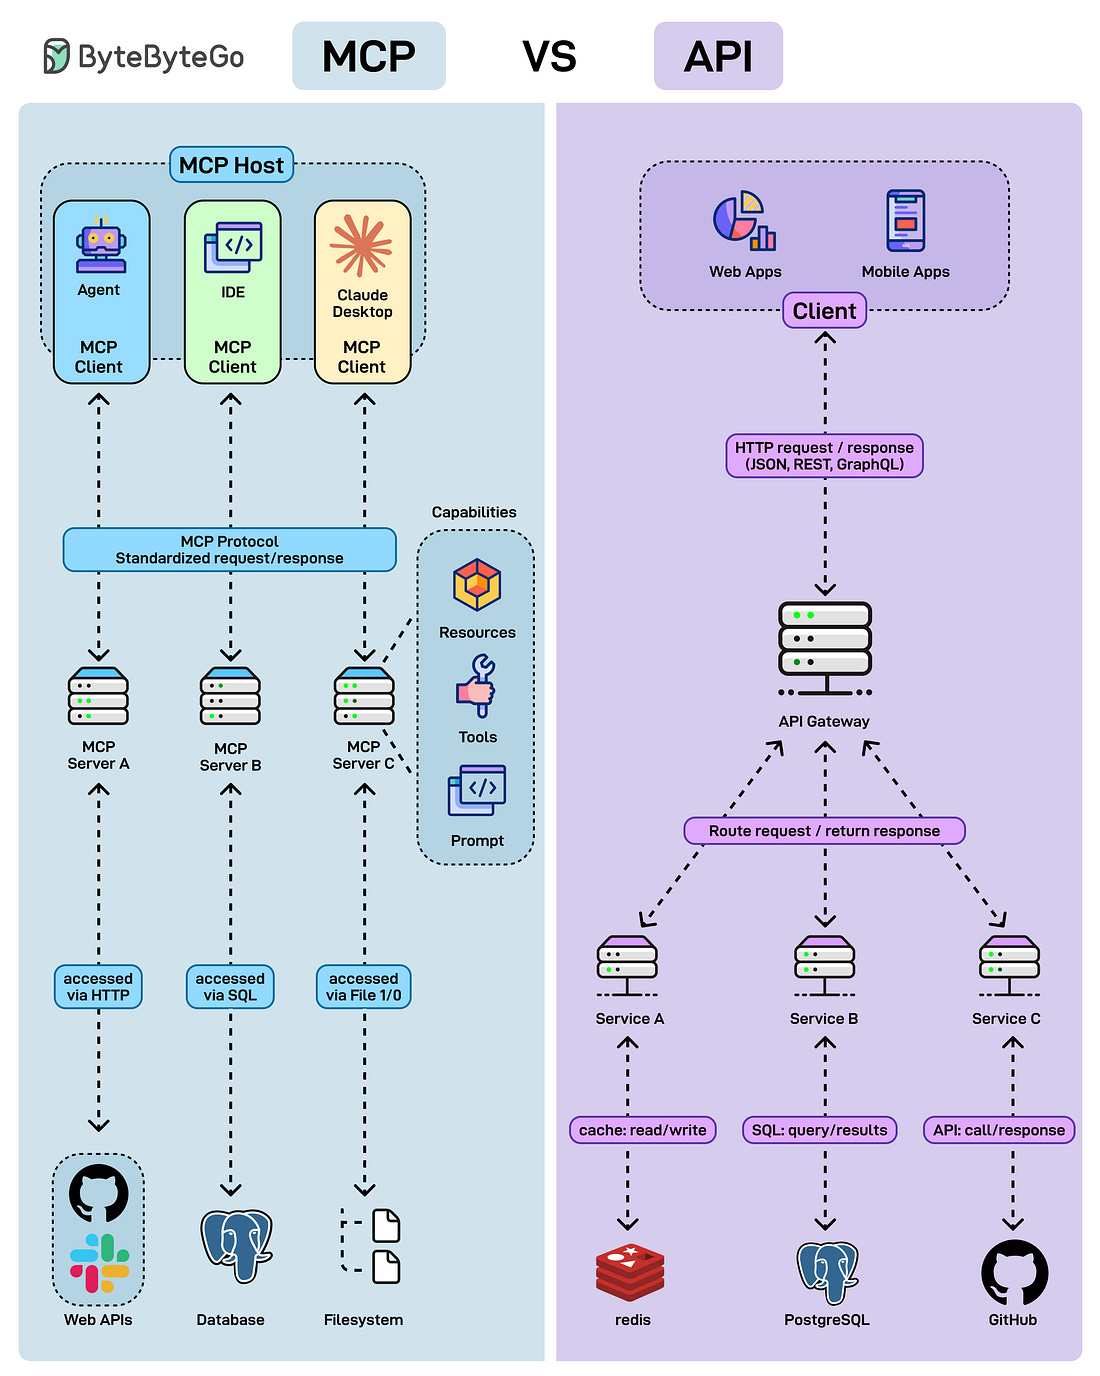 ByteByteGo
MCP
VS
API
MCP Host
Agent
MCP
Client
IDE
MCP
Client
Claude
Desktop
MCP
Client
MCP Protocol
Standardized request/response
Capabilities
Resources
Tools
Prompt
MCP
Server A
MCP
Server B
MCP
Server C
accessed
via HTTP
accessed
via SQL
accessed
via File 1/0
Web APIs
Database
Filesystem
Web Apps
Mobile Apps
Client
HTTP request / response
(JSON, REST, GraphQL)
API Gateway
Route request / return response
Service A
Service B
Service C
cache: read/write
SQL: query/results
API: call/response
redis
PostgreSQL
GitHub